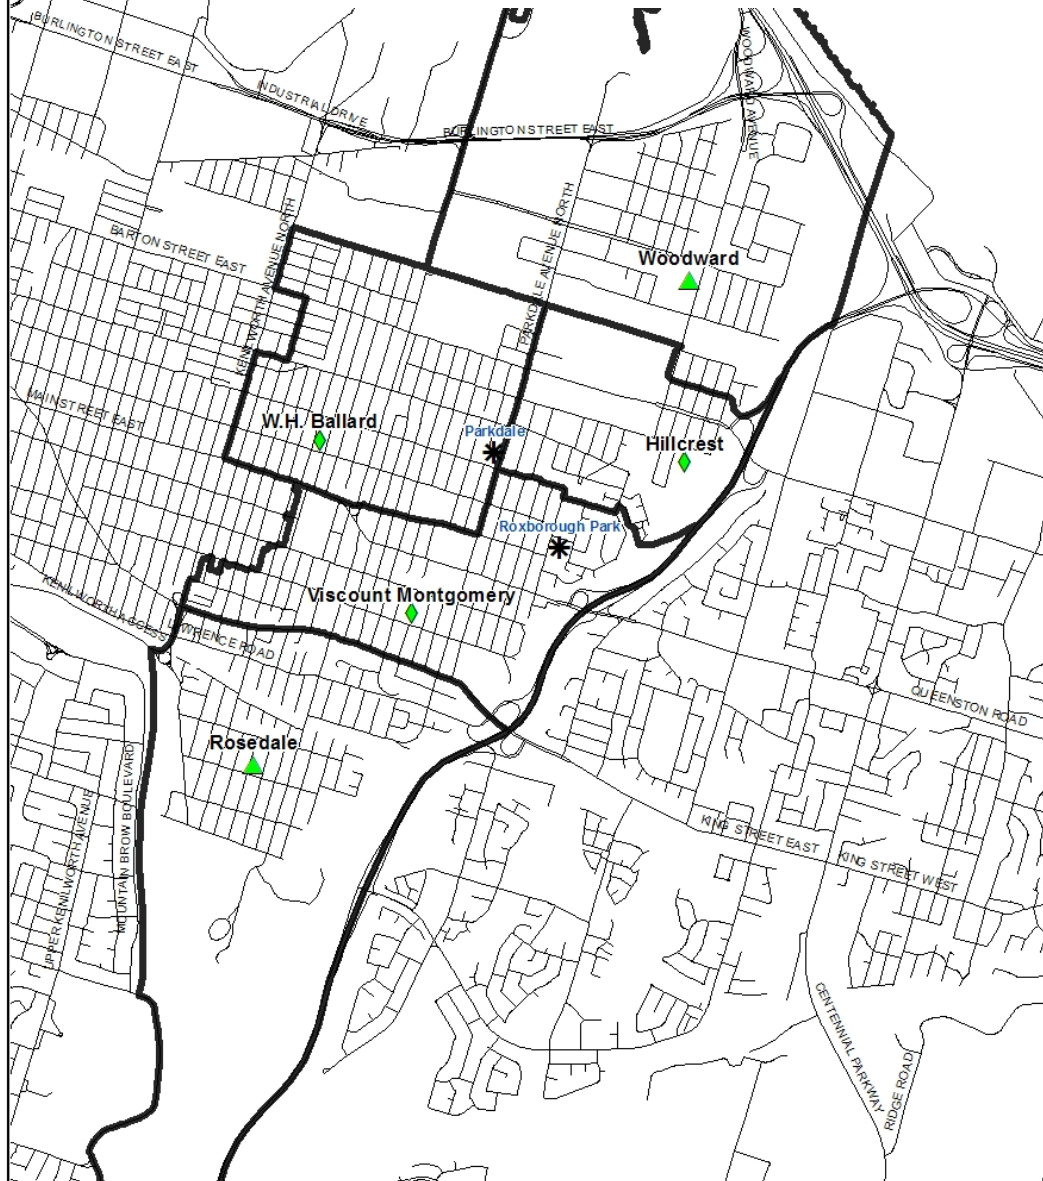 BURLINGTON STREET EAST
INDUSTRIAL DRIVE
BURLINGTON STREET EAST
WOODWARD AVENUE
KENILWORTH AVENUE NORTH
PARKDALE AVENUE NORTH
BARTON STREET EAST
Woodward
MAIN STREET EAST
W.H. Ballard
Parkdale
Hillcrest
Roxborough Park
KENILWORTH ACCESS
Viscount Montgomery
LAWRENCE ROAD
QUEENSTON ROAD
Rosedale
MOUNTAIN BROW BOULEVARD
UPPER KENILWORTH AVENUE
KING STREET EAST
KING STREET WEST
CENTENNIAL PARKWAY
RIDGE ROAD